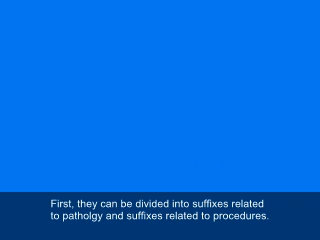 First, they can be divided into suffixes related
to patholgy and suffixes related to procedures.